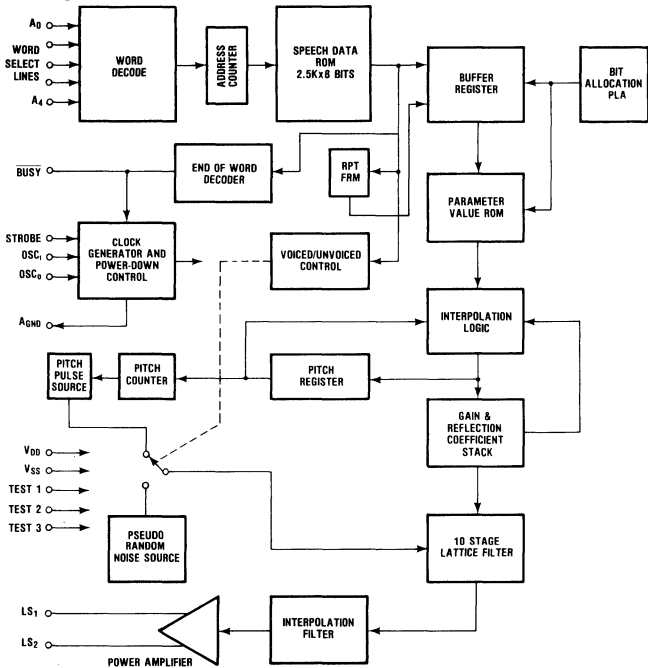 A0
WORD
SELECT
LINES
A4
WORD
DECODE
ADDRESS
COUNTER
SPEECH DATA
ROM
2.5Kx8 BITS
BUFFER
REGISTER
BIT
ALLOCATION
PLA
BUSY
END OF WORD
DECODER
RPT
FRM
PARAMETER
VALUE ROM
STROBE
OSCI
OSCO
CLOCK
GENERATOR AND
POWER-DOWN
CONTROL
VOICED/UNVOICED
CONTROL
AGND
INTERPOLATION
LOGIC
PITCH
PULSE
SOURCE
PITCH
COUNTER
PITCH
REGISTER
GAIN &
REFLECTION
COEFFICIENT
STACK
VDD
VSS
TEST 1
TEST 2
TEST 3
PSEUDO
RANDOM
NOISE SOURCE
10 STAGE
LATTICE FILTER
LS1
LS2
POWER AMPLIFIER
INTERPOLATION
FILTER